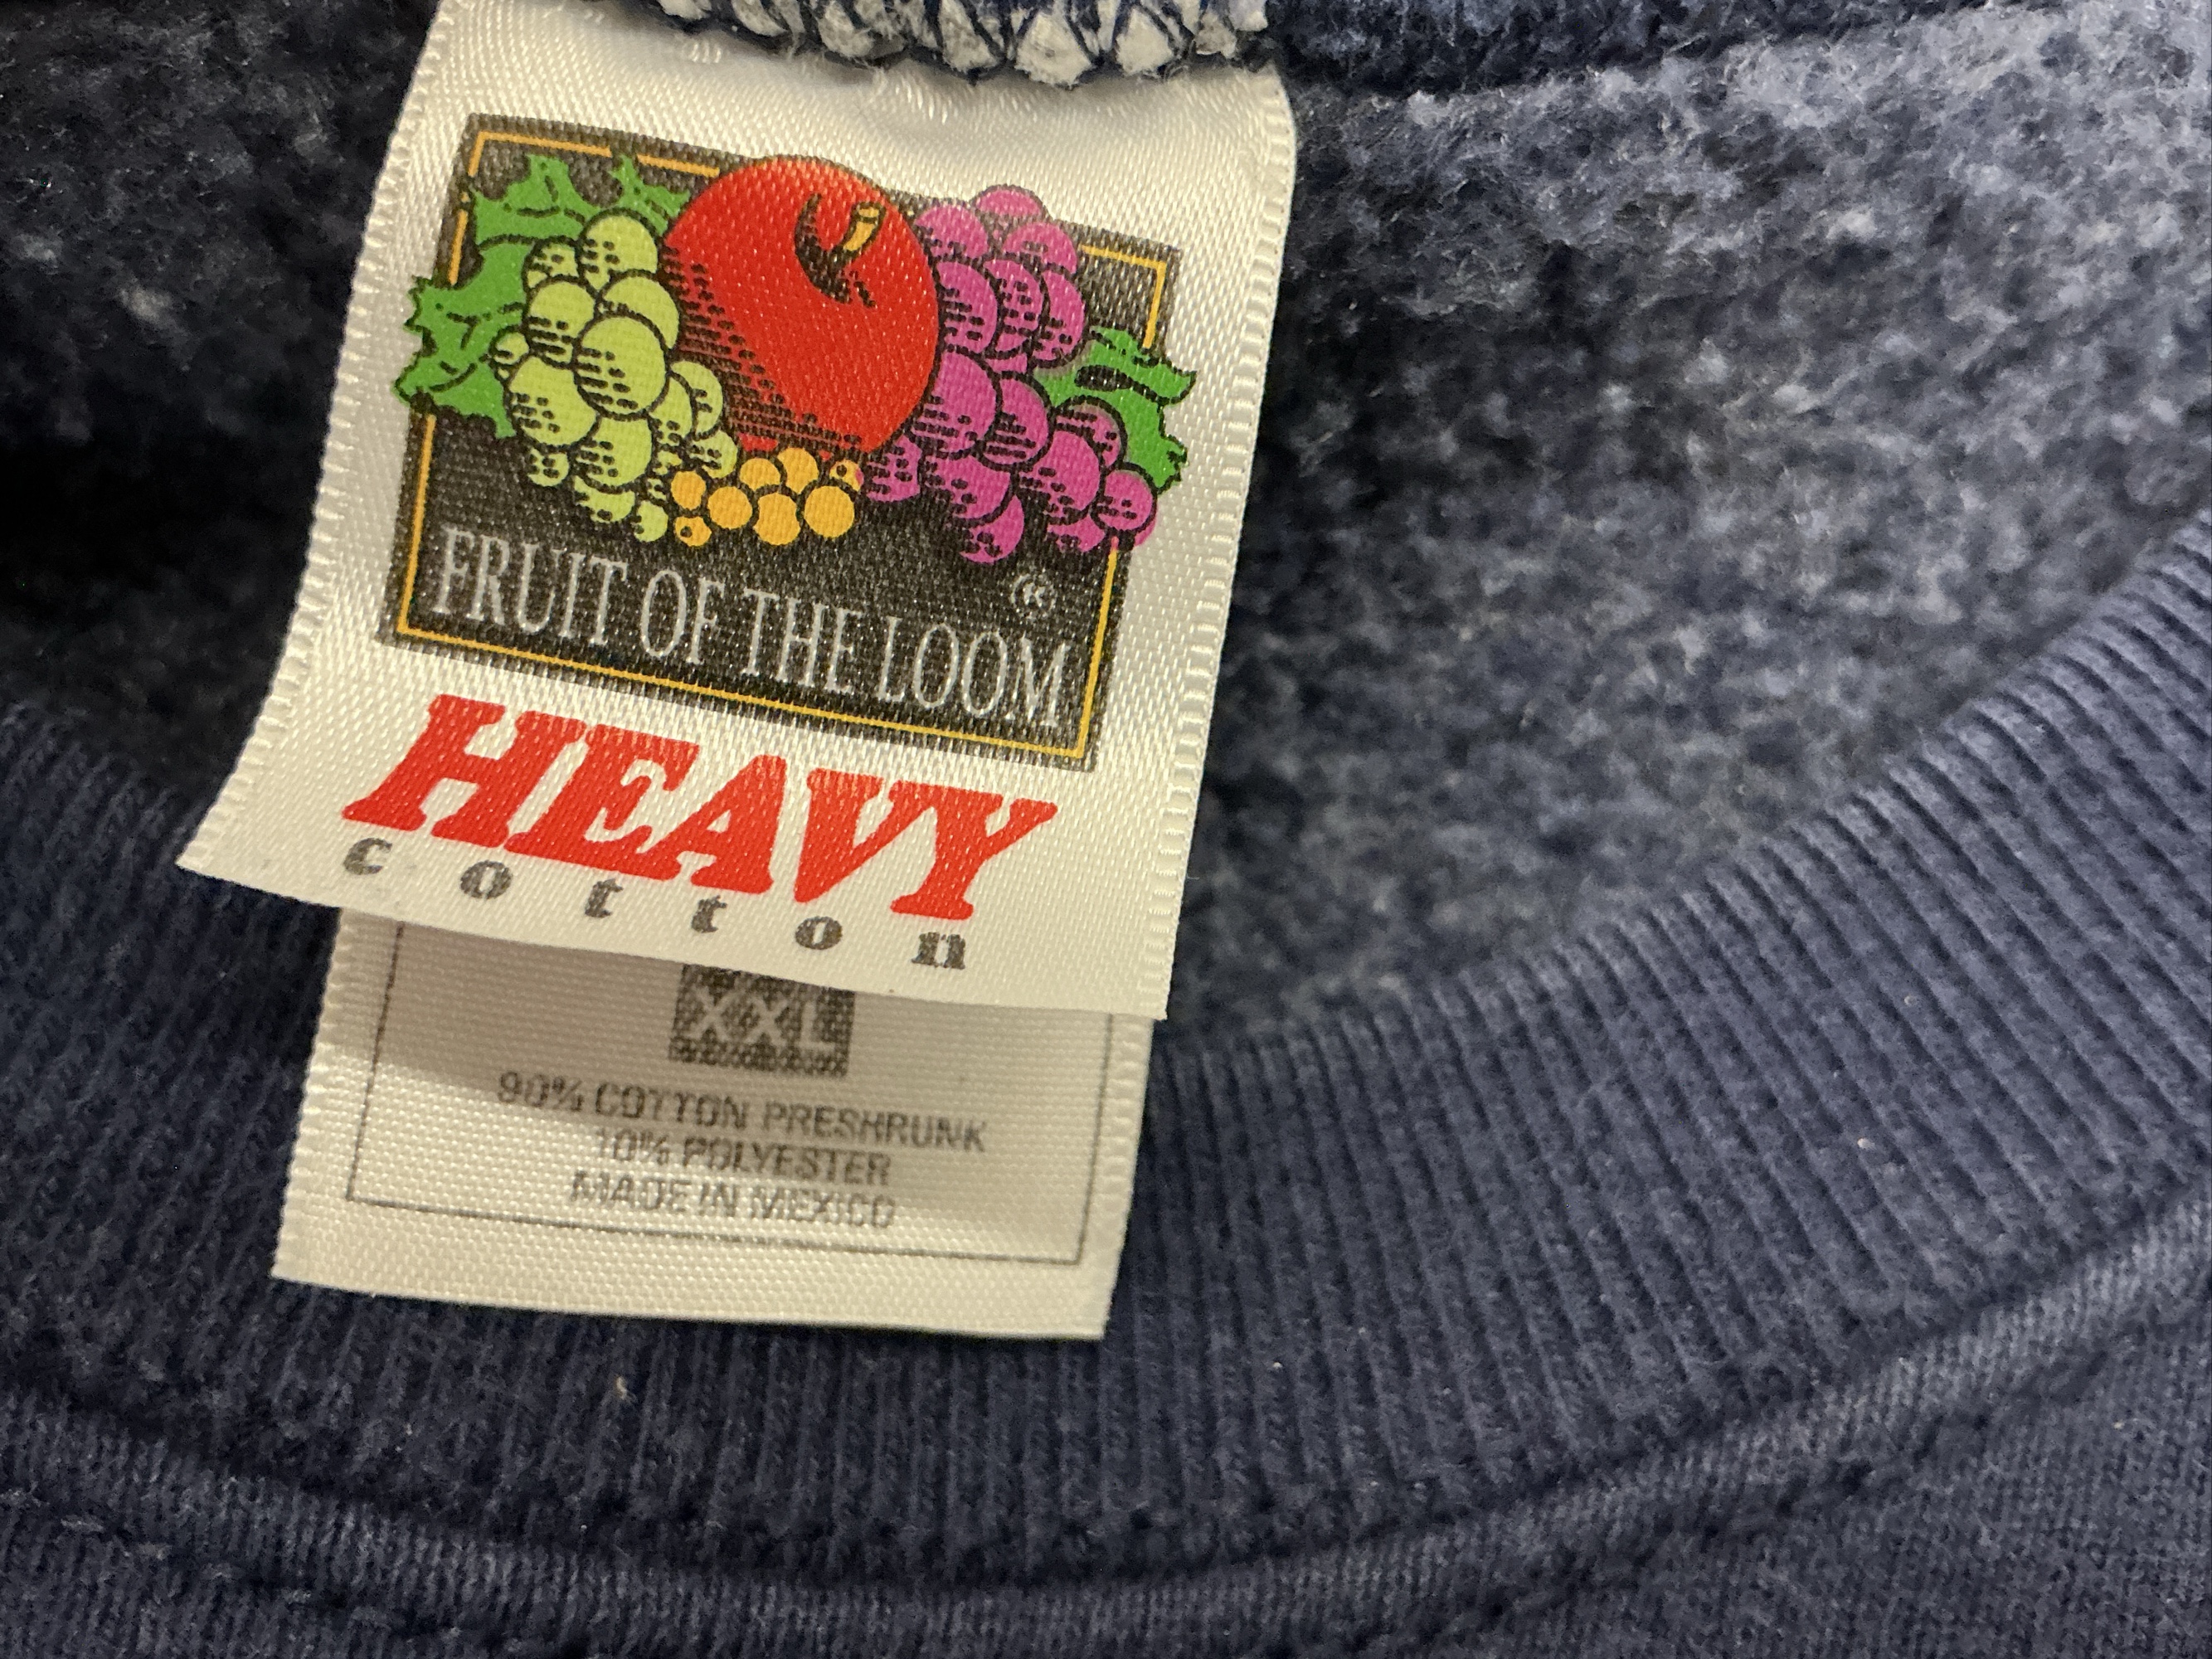 FRUIT OF THE LOOM®
HEAVY
cotton
XXL
90% COTTON PRESHRUNK
10% POLYESTER
MADE IN MEXICO